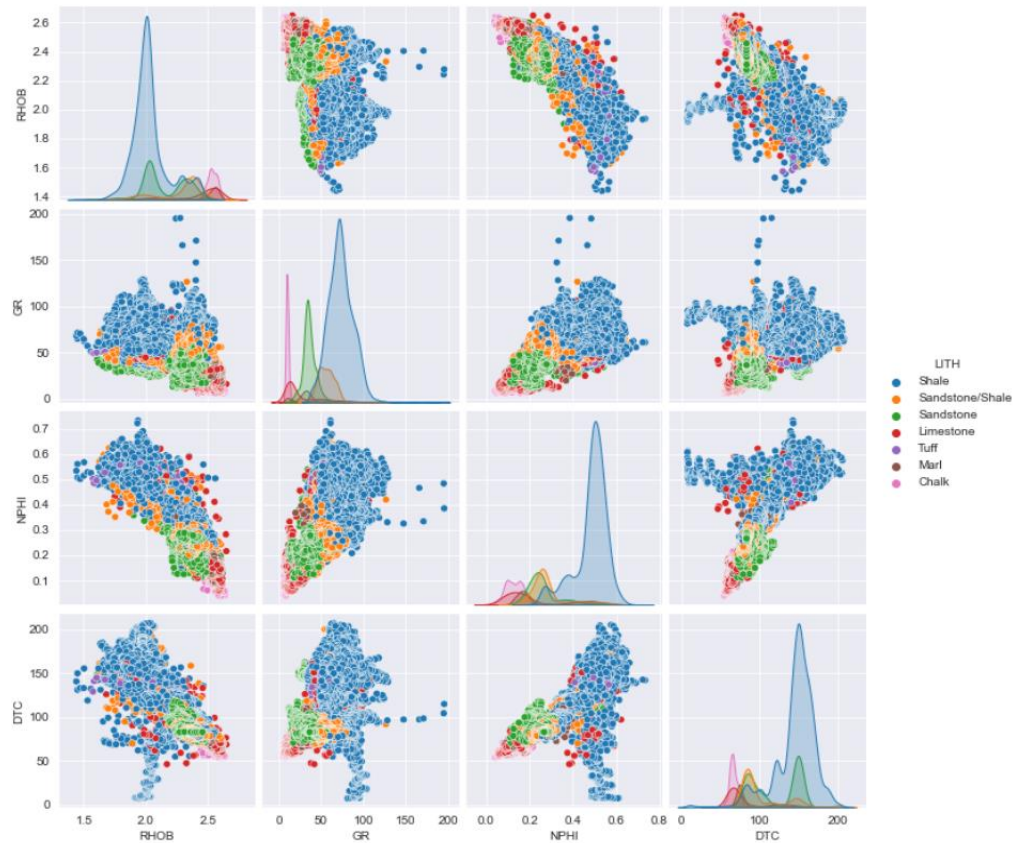 2.6
2.4
2.2
2.0
1.8
1.6
1.4
RHOB
200
150
100
50
0
GR
0.7
0.6
0.5
0.4
0.3
0.2
0.1
NPHI
200
150
100
50
0
DTC
1.5 2.0 2.5
RHOB
0 50 100 150 200
GR
0.0 0.2 0.4 0.6 0.8
NPHI
0 100 200
DTC
LITH
Shale
Sandstone/Shale
Sandstone
Limestone
Tuff
Marl
Chalk